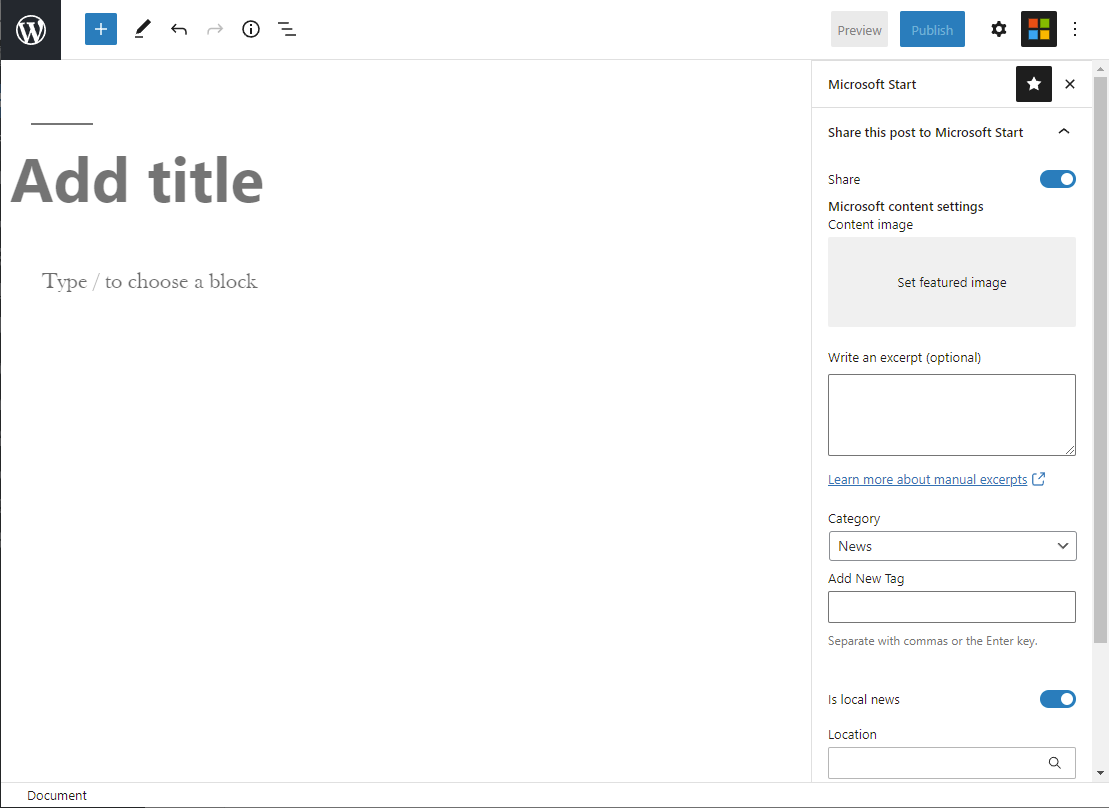 Preview
Publish
Microsoft Start
Share this post to Microsoft Start
Share
Microsoft content settings
Content image
Set featured image
Write an excerpt (optional)
Learn more about manual excerpts
Category
News
Add New Tag
Separate with commas or the Enter key.
Is local news
Location
Add title
Type / to choose a block
Document